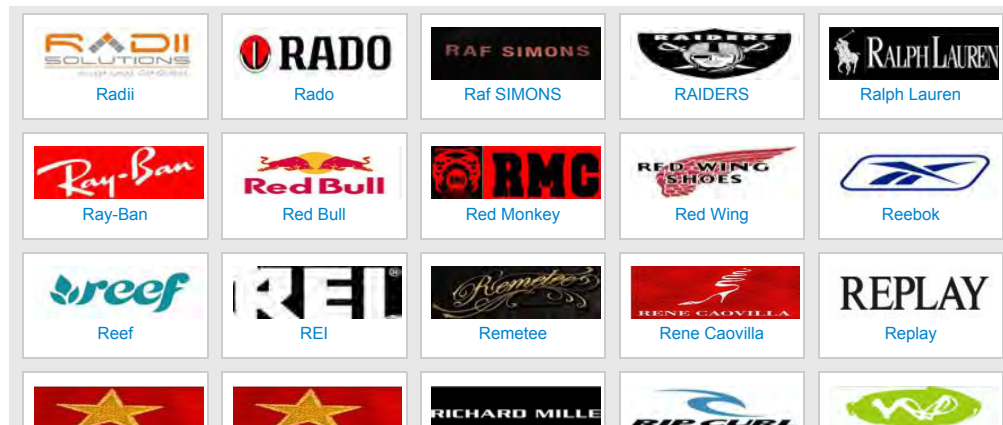 RADII
SOLUTIONS
Radii
RADO
Rado
RAF SIMONS
Raf SIMONS
RAIDERS
RAIDERS
RALPH LAUREN
Ralph Lauren
Ray-Ban
Ray-Ban
Red Bull
Red Bull
RMC
Red Monkey
RED WING
SHOES
Red Wing
Reebok
reef
Reef
REI
REI
Remetee
Remetee
RENE CAOVILLA
Rene Caovilla
REPLAY
Replay
RICHARD MILLE
RIP CURL